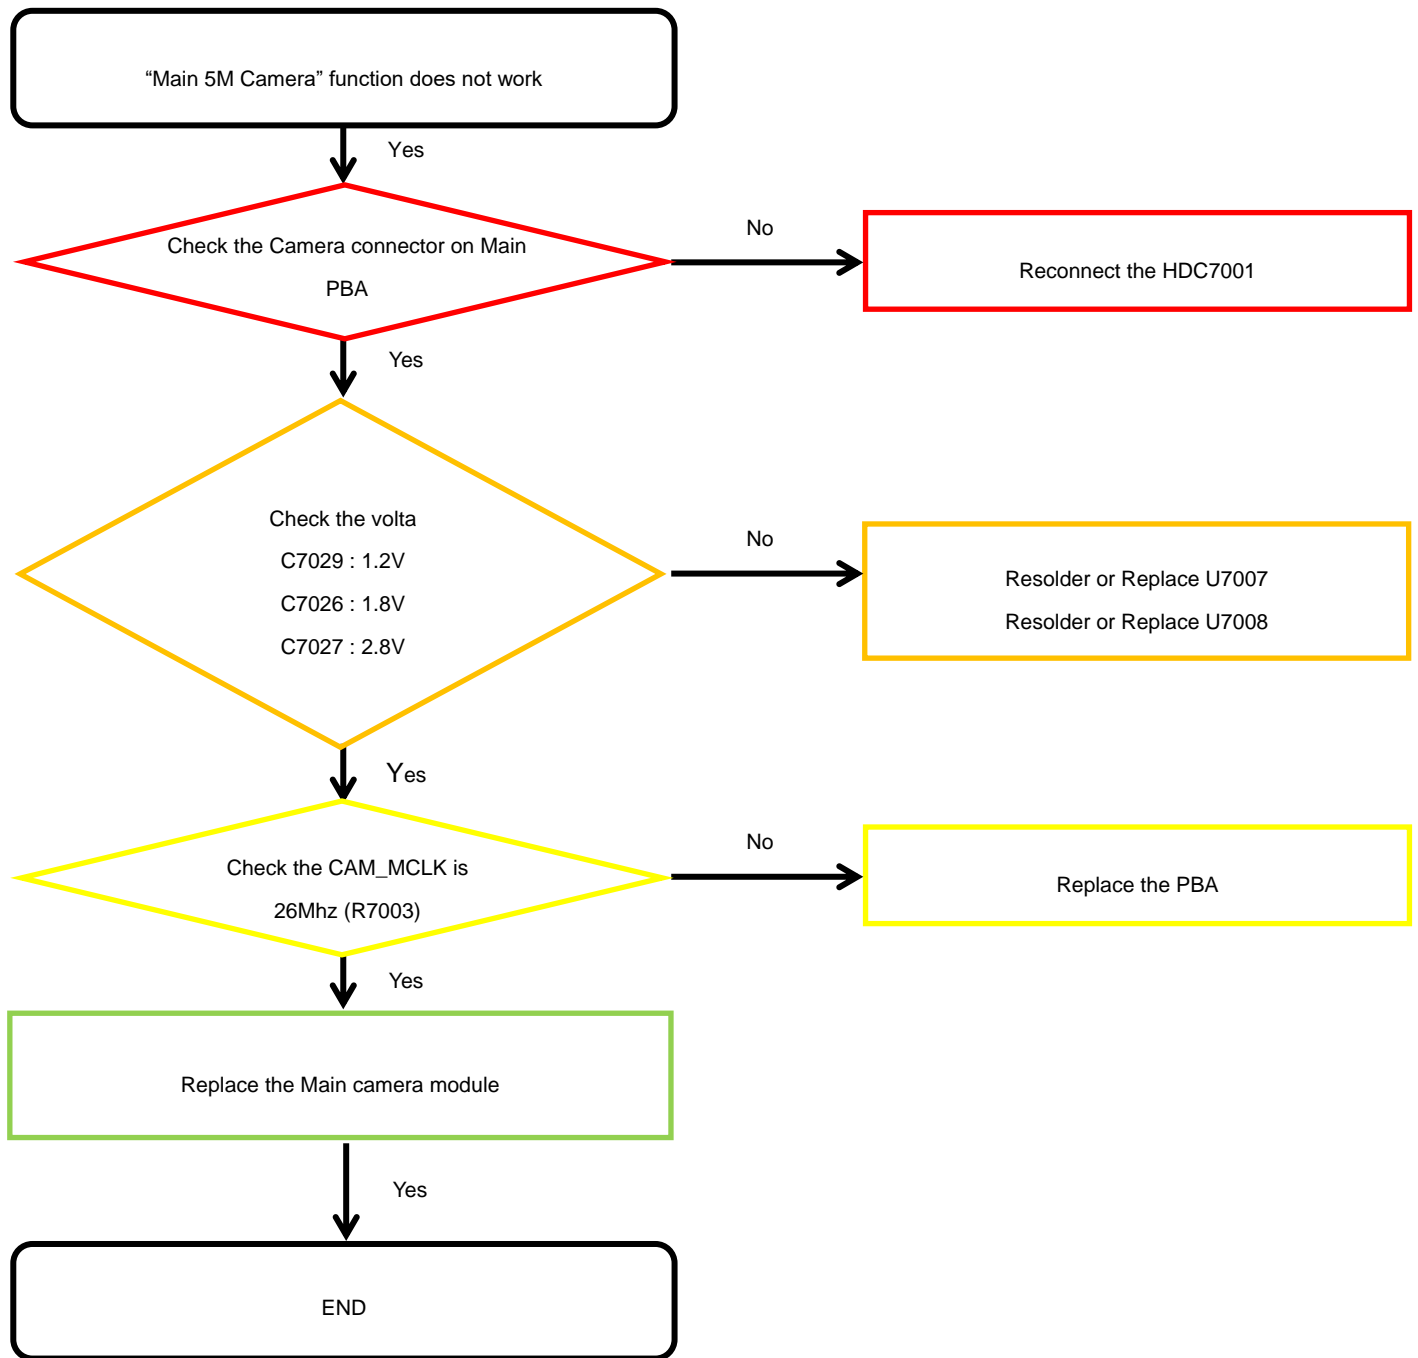 “Main 5M Camera” function does not work
Yes
Check the Camera connector on Main
PBA
No
Reconnect the HDC7001
Yes
Check the volta
C7029 : 1.2V
C7026 : 1.8V
C7027 : 2.8V
No
Resolder or Replace U7007
Resolder or Replace U7008
Yes
Check the CAM_MCLK is
26Mhz (R7003)
No
Replace the PBA
Yes
Replace the Main camera module
Yes
END